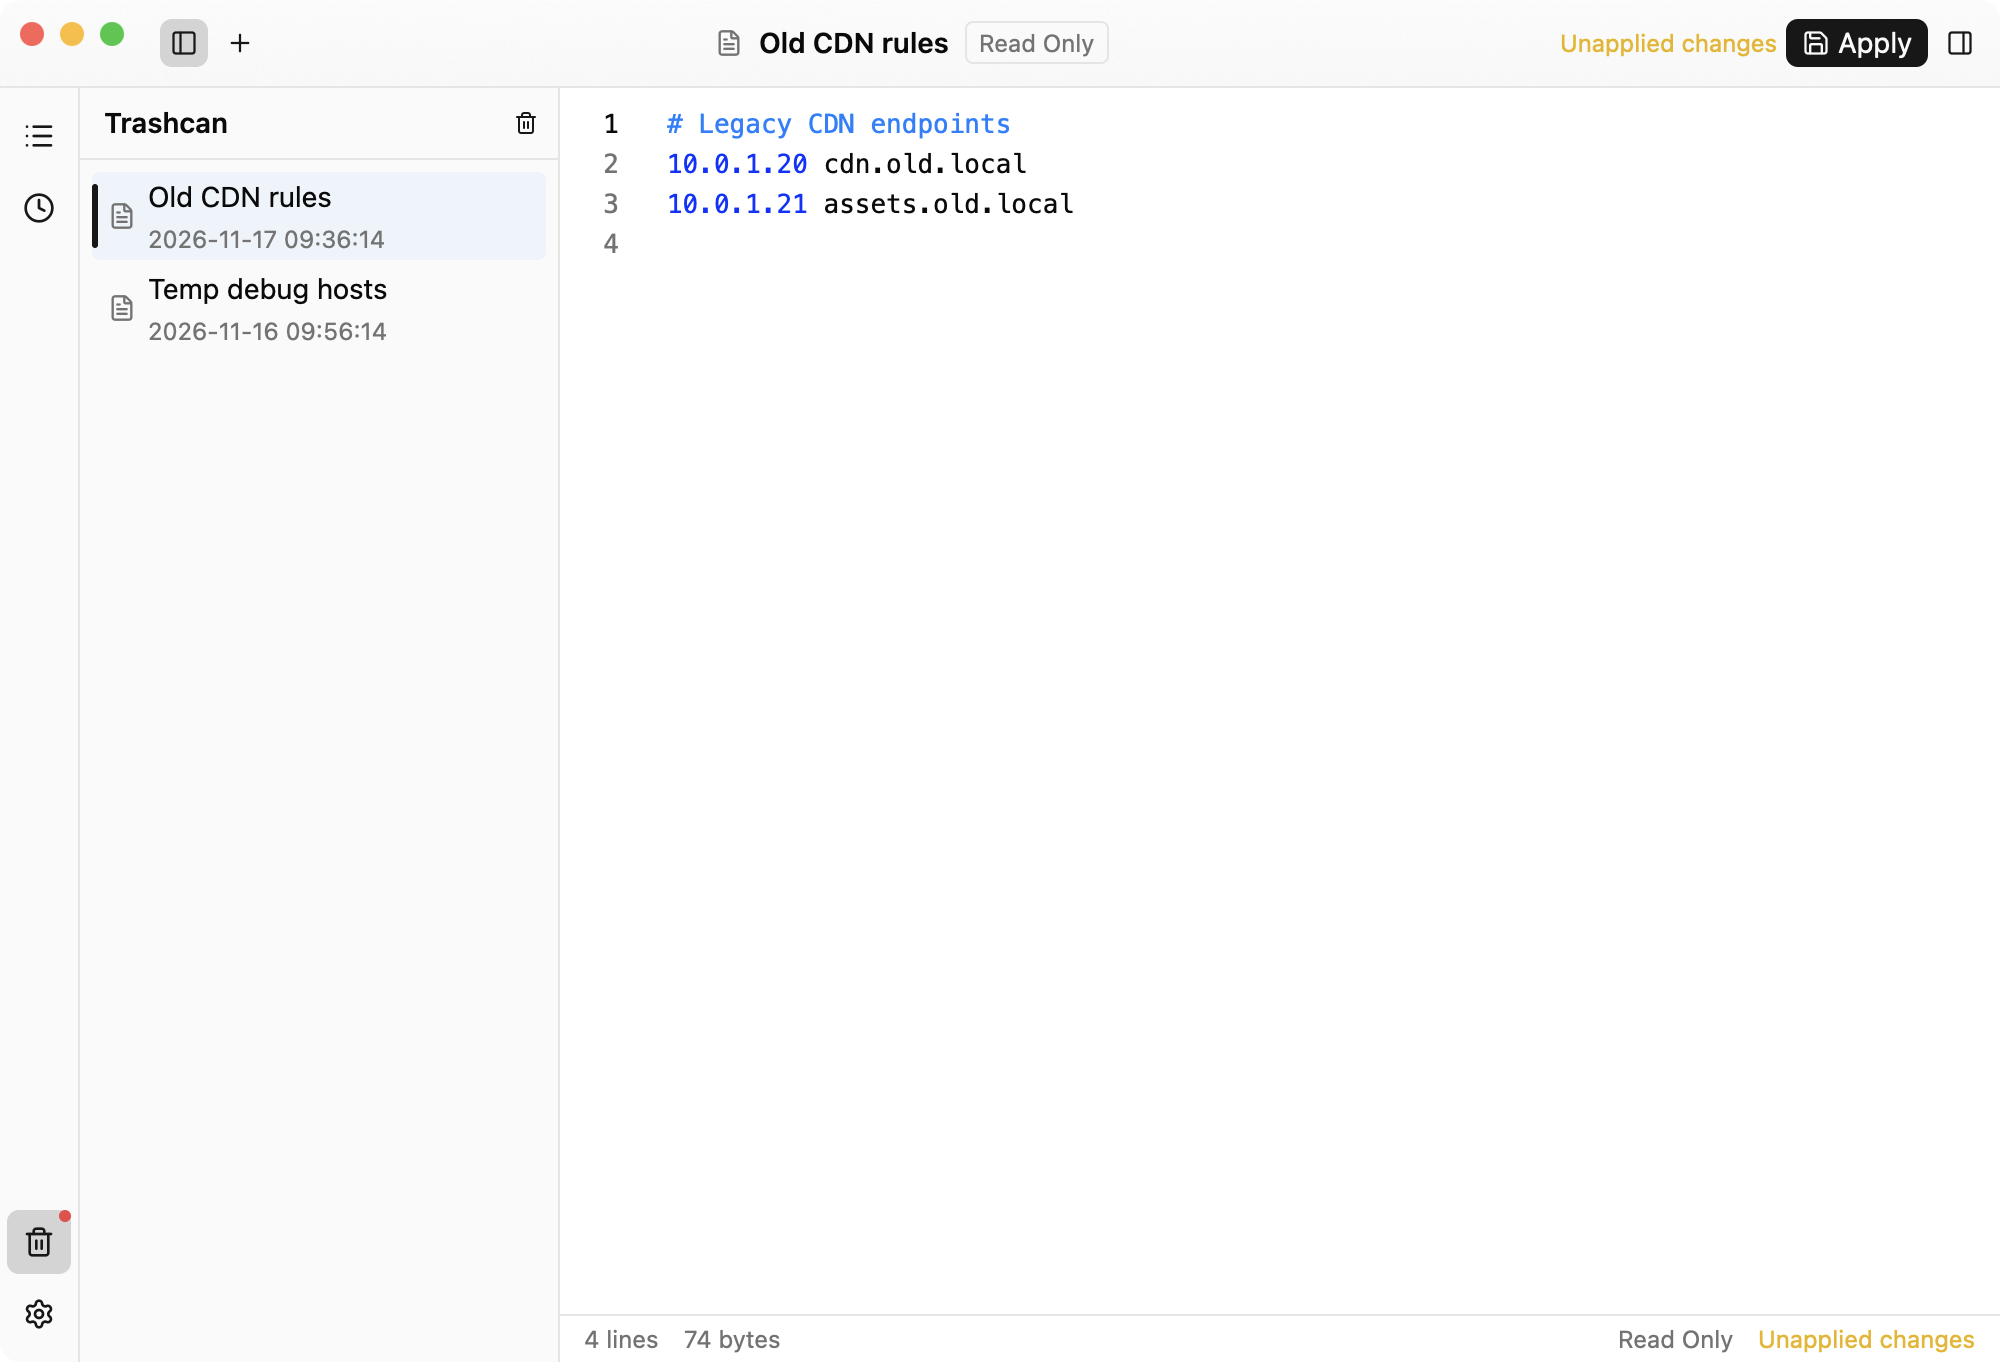 Old CDN rules Read Only Unapplied changes Apply
Trashcan
Old CDN rules
2026-11-17 09:36:14
Temp debug hosts
2026-11-16 09:56:14
1 # Legacy CDN endpoints
2 10.0.1.20 cdn.old.local
3 10.0.1.21 assets.old.local
4
4 lines 74 bytes Read Only Unapplied changes